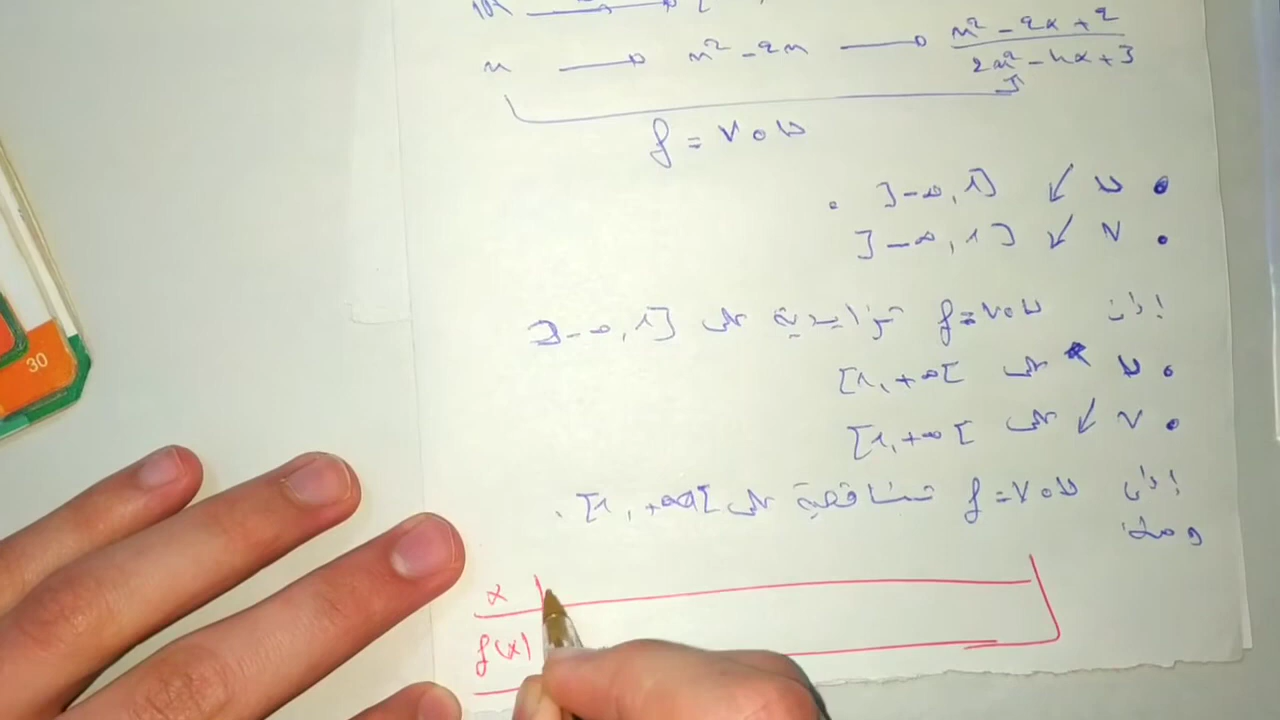 x → x² - 2x → x² - 2x + 2 / 2x² - 4x + 3
f = v o u
• u ↙ ]-∞, 1] .
• v ↙ ]-∞, 1]
إذن f = v o u تزايدية على ]-∞, 1]
• u على [1, +∞[
• v ↙ على [1, +∞[
إذن f = v o u تناقصية على [1, +∞[ .
ومنه
x
f(x)
30